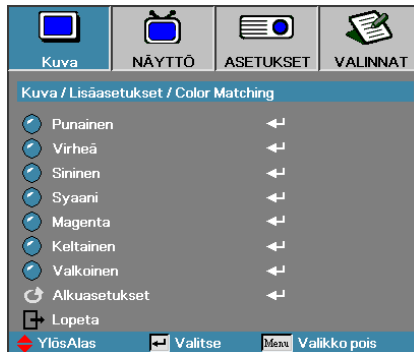 Kuva NÄYTTÖ ASETUKSET VALINNAT
Kuva / Lisäasetukset / Color Matching
Punainen
Virheä
Sininen
Syaani
Magenta
Keltainen
Valkoinen
Alkuasetukset
Lopeta
YlösAlas Valitse Menu Valikko pois